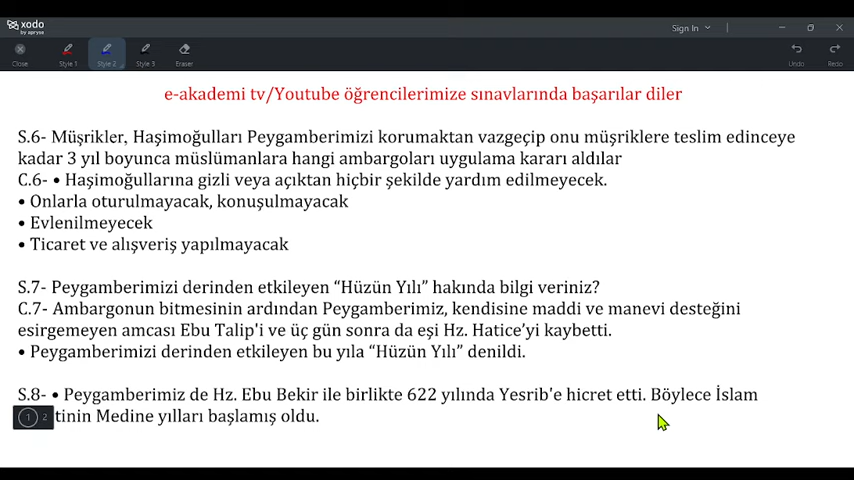 xodo
by apryse
Sign In
Close
Style 1
Style 2
Style 3
Eraser
Undo
Redo
e-akademi tv/Youtube öğrencilerimize sınavlarında başarılar diler
S.6- Müşrikler, Haşimoğulları Peygamberimizi korumaktan vazgeçip onu müşriklere teslim edinceye
kadar 3 yıl boyunca müslümanlara hangi ambargoları uygulama kararı aldılar
C.6- • Haşimoğullarına gizli veya açıktan hiçbir şekilde yardım edilmeyecek.
• Onlarla oturulmayacak, konuşulmayacak
• Evlenilmeyecek
• Ticaret ve alışveriş yapılmayacak
S.7- Peygamberimizi derinden etkileyen “Hüzün Yılı” hakında bilgi veriniz?
C.7- Ambargonun bitmesinin ardından Peygamberimiz, kendisine maddi ve manevi desteğini
esirgemeyen amcası Ebu Talip'i ve üç gün sonra da eşi Hz. Hatice’yi kaybetti.
• Peygamberimizi derinden etkileyen bu yıla “Hüzün Yılı” denildi.
S.8- • Peygamberimiz de Hz. Ebu Bekir ile birlikte 622 yılında Yesrib'e hicret etti. Böylece İslam
1 2 tinin Medine yılları başlamış oldu.